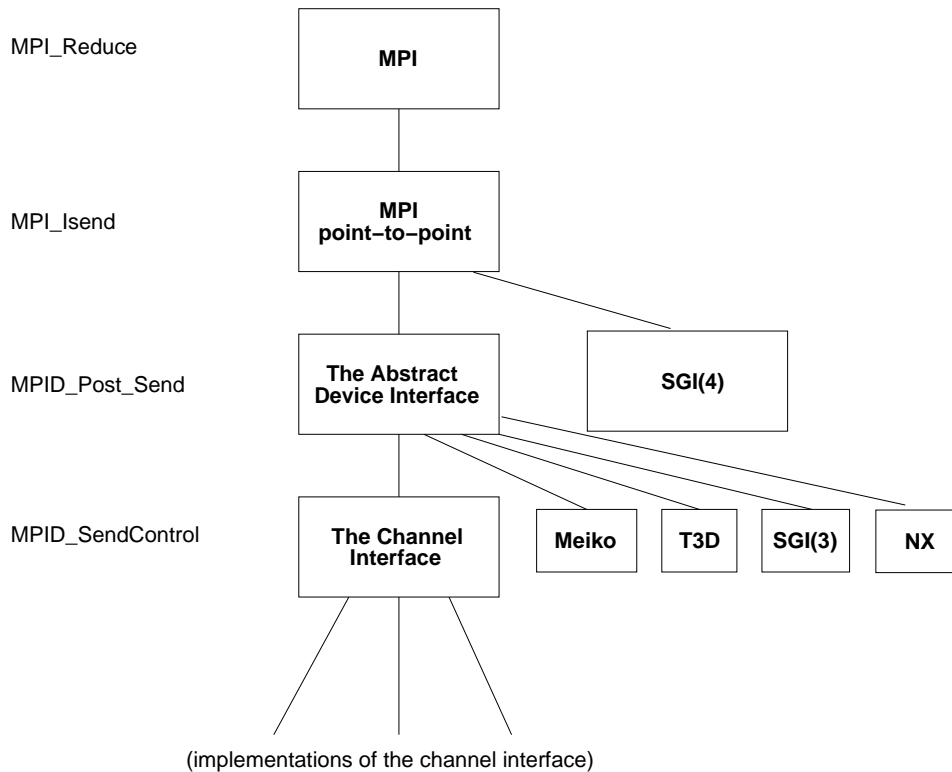 MPI_Reduce
MPI
MPI_Isend
MPI
point−to−point
MPID_Post_Send
The Abstract
Device Interface
SGI(4)
MPID_SendControl
The Channel
Interface
Meiko
T3D
SGI(3)
NX
(implementations of the channel interface)